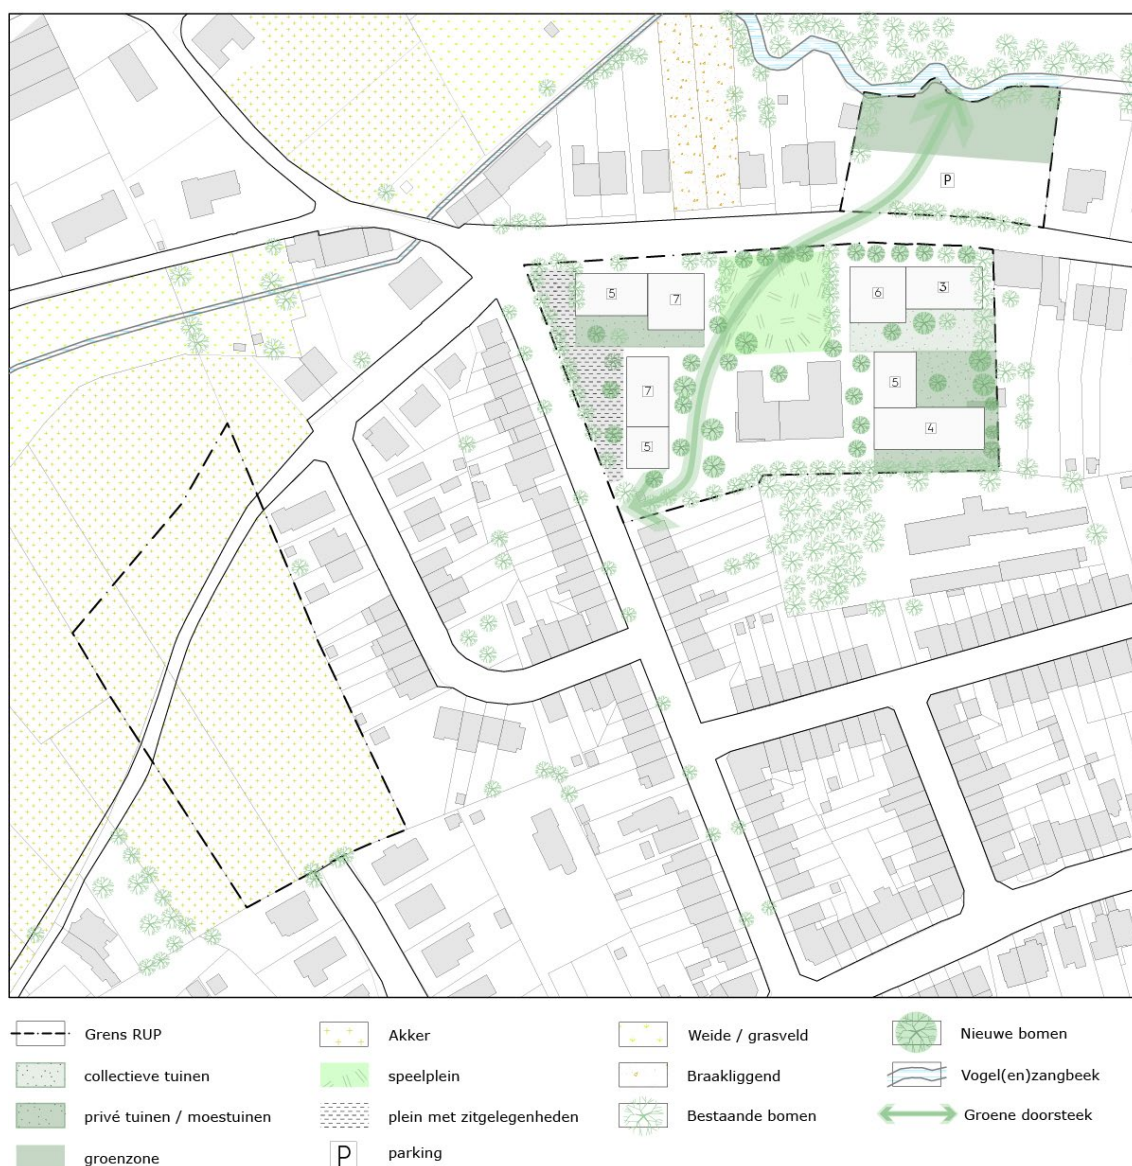 P
5
7
6
3
7
5
5
4
Grens RUP
Akker
Weide / grasveld
Nieuwe bomen
collectieve tuinen
speelplein
Braakliggend
Vogel(en)zangbeek
privé tuinen / moestuinen
plein met zitgelegenheden
Bestaande bomen
Groene doorsteek
groenzone
P
parking